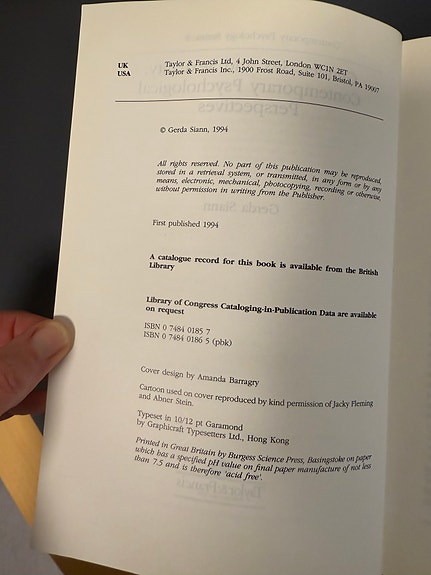 UK Taylor & Francis Ltd, 4 John Street, London WC1N 2ET
USA Taylor & Francis Inc., 1900 Frost Road, Suite 101, Bristol, PA 19007
© Gerda Siann, 1994
All rights reserved. No part of this publication may be reproduced,
stored in a retrieval system, or transmitted, in any form or by any
means, electronic, mechanical, photocopying, recording or otherwise,
without permission in writing from the Publisher.
First published 1994
A catalogue record for this book is available from the British
Library
Library of Congress Cataloging-in-Publication Data are available
on request
ISBN 0 7484 0185 7
ISBN 0 7484 0186 5 (pbk)
Cover design by Amanda Barragry
Cartoon used on cover reproduced by kind permission of Jacky Fleming
and Abner Stein.
Typeset in 10/12 pt Garamond
by Graphicraft Typesetters Ltd., Hong Kong
Printed in Great Britain by Burgess Science Press, Basingstoke on paper
which has a specified pH value on final paper manufacture of not less
than 7.5 and is therefore 'acid free'.